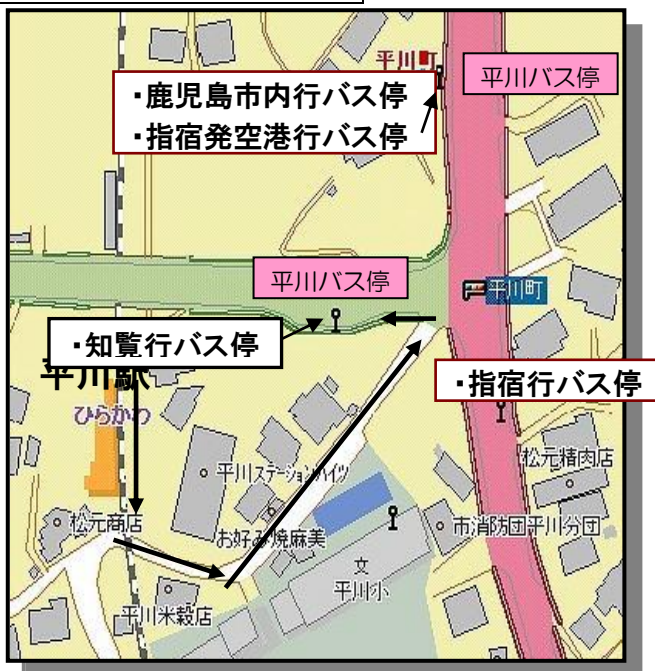 平川町
平川バス停
・鹿児島市内行バス停
・指宿発空港行バス停
平川バス停
平川町
・知覧行バス停
平川駅
・指宿行バス停
ひらかわ
平川ステーションハイツ
松元精肉店
松元商店
お好み焼麻美
市消防団平川分団
文
平川小
平川米穀店